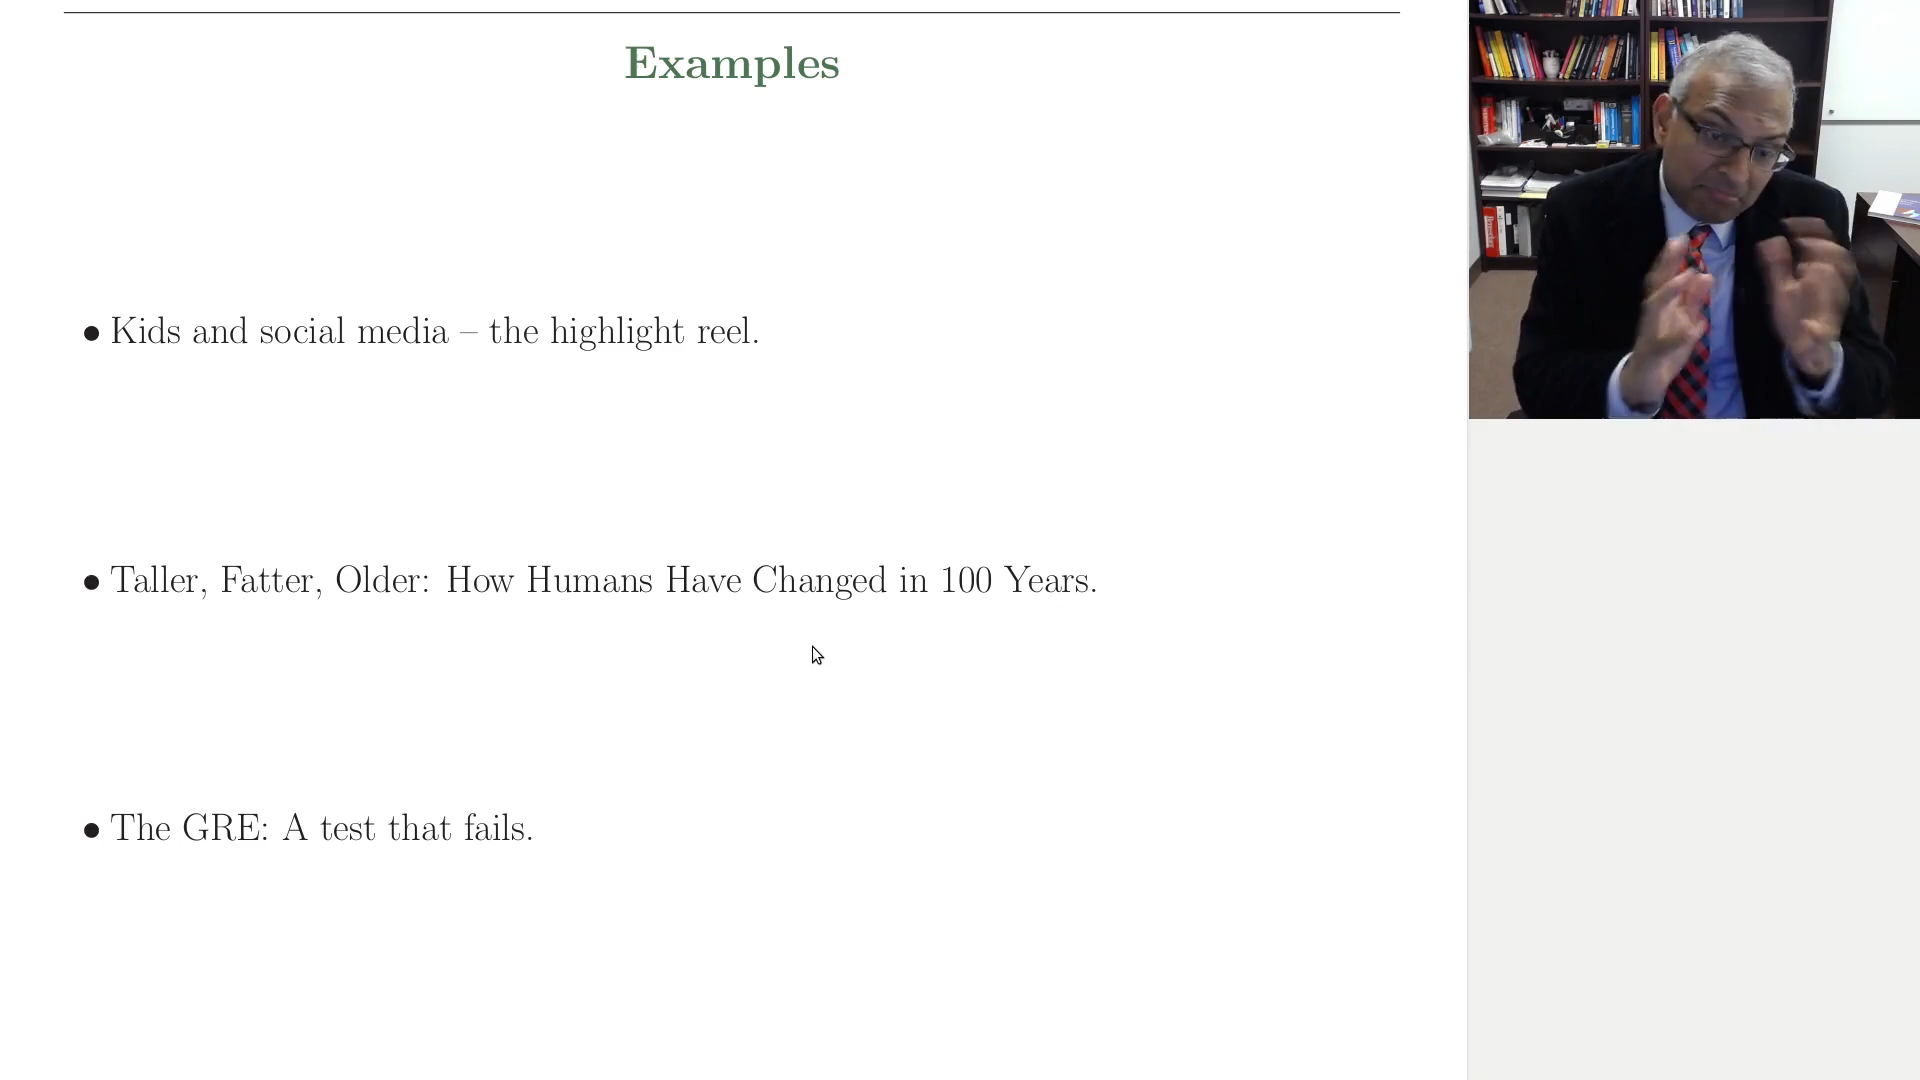 Examples
• Kids and social media – the highlight reel.
• Taller, Fatter, Older: How Humans Have Changed in 100 Years.
• The GRE: A test that fails.